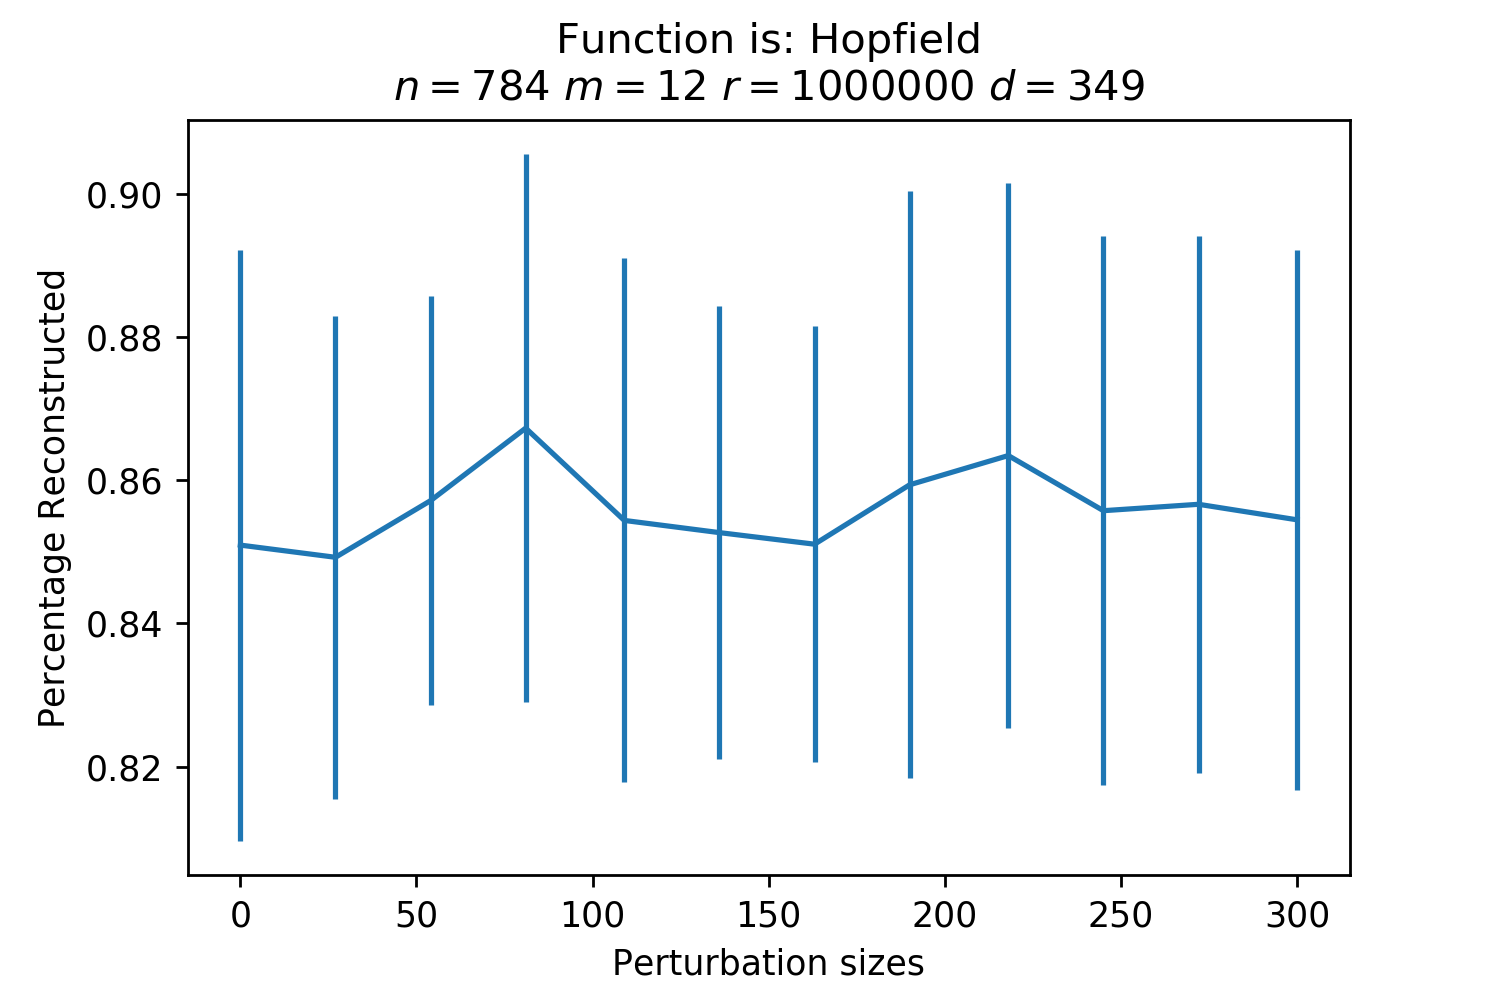 Function is: Hopfield
n = 784 m = 12 r = 1000000 d = 349
Percentage Reconstructed
0.90
0.88
0.86
0.84
0.82
0 50 100 150 200 250 300
Perturbation sizes